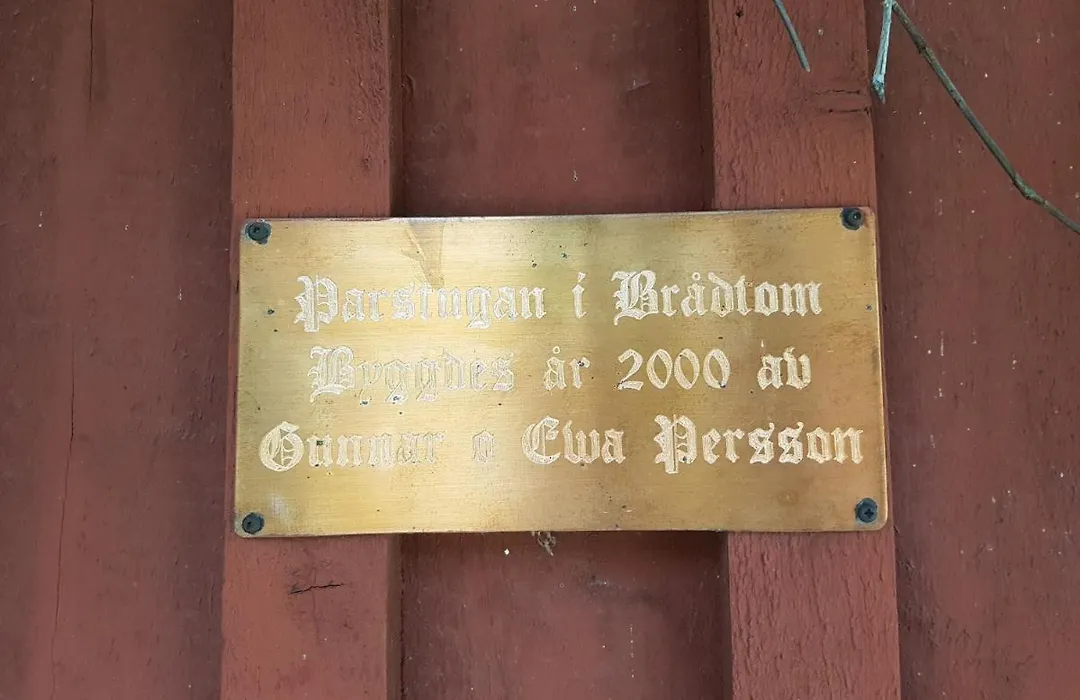 Parstugan i Brådtom
Byggdes år 2000 av
Gunnar o Ewa Persson